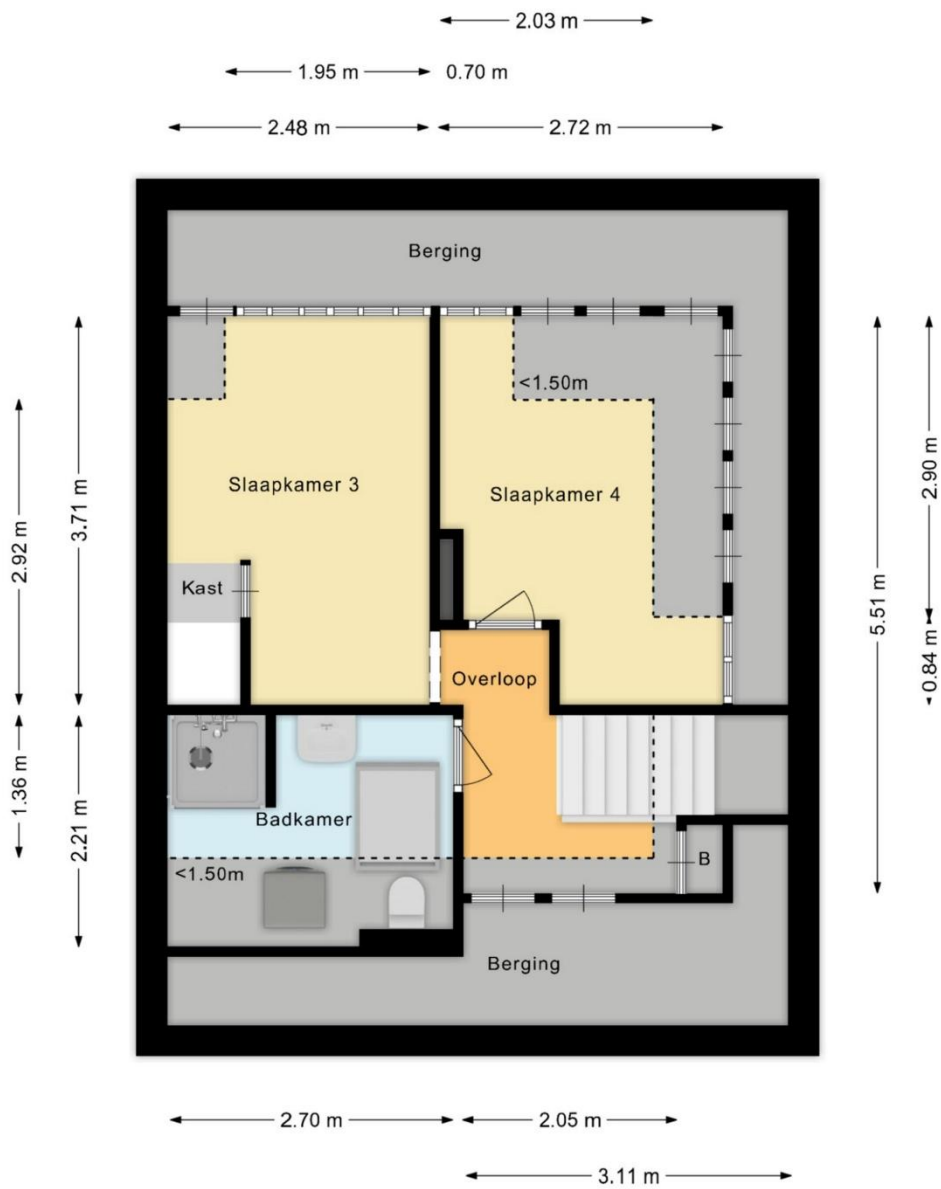 2.03 m
1.95 m
0.70 m
2.48 m
2.72 m
Berging
<1.50m
Slaapkamer 3
Slaapkamer 4
2.92 m
3.71 m
2.90 m
Kast
5.51 m
Overloop
0.84 m
1.36 m
2.21 m
Badkamer
B
<1.50m
Berging
2.70 m
2.05 m
3.11 m